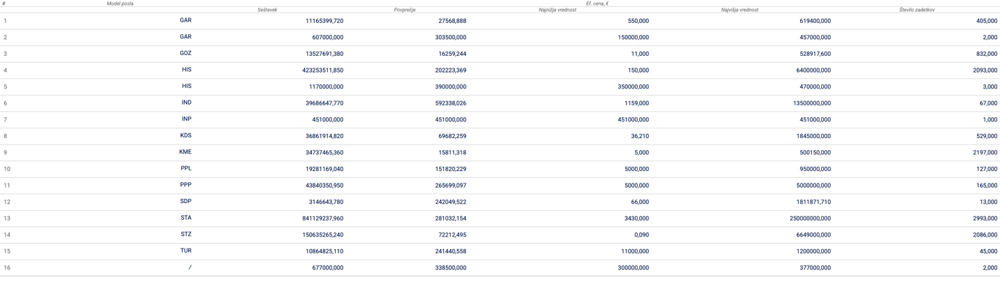 # Model posla Ef. cena_€
Seštevek Povprečje Najnižja vrednost Najvišja vrednost Število zadetkov
1 GAR 11165399,720 27568,888 550,000 619400,000 405,000
2 GAR 607000,000 303500,000 150000,000 457000,000 2,000
3 GOZ 13527691,380 16259,244 11,000 528917,600 832,000
4 HIS 423253511,850 202223,369 150,000 6400000,000 2093,000
5 HIS 1170000,000 390000,000 350000,000 470000,000 3,000
6 IND 39686647,770 592338,026 1159,000 13500000,000 67,000
7 INP 451000,000 451000,000 451000,000 451000,000 1,000
8 KDS 36861914,820 69682,259 36,210 1845000,000 529,000
9 KME 34737465,360 15811,318 5,000 500150,000 2197,000
10 PPL 19281169,040 151820,229 5000,000 950000,000 127,000
11 PPP 43840350,950 265699,097 5000,000 5000000,000 165,000
12 SDP 3146643,780 242049,522 66,000 1811871,710 13,000
13 STA 841129237,960 281032,154 3430,000 250000000,000 2993,000
14 STZ 150635265,240 72212,495 0,090 6649000,000 2086,000
15 TUR 10864825,110 241440,558 11000,000 1200000,000 45,000
16 / 677000,000 338500,000 300000,000 377000,000 2,000